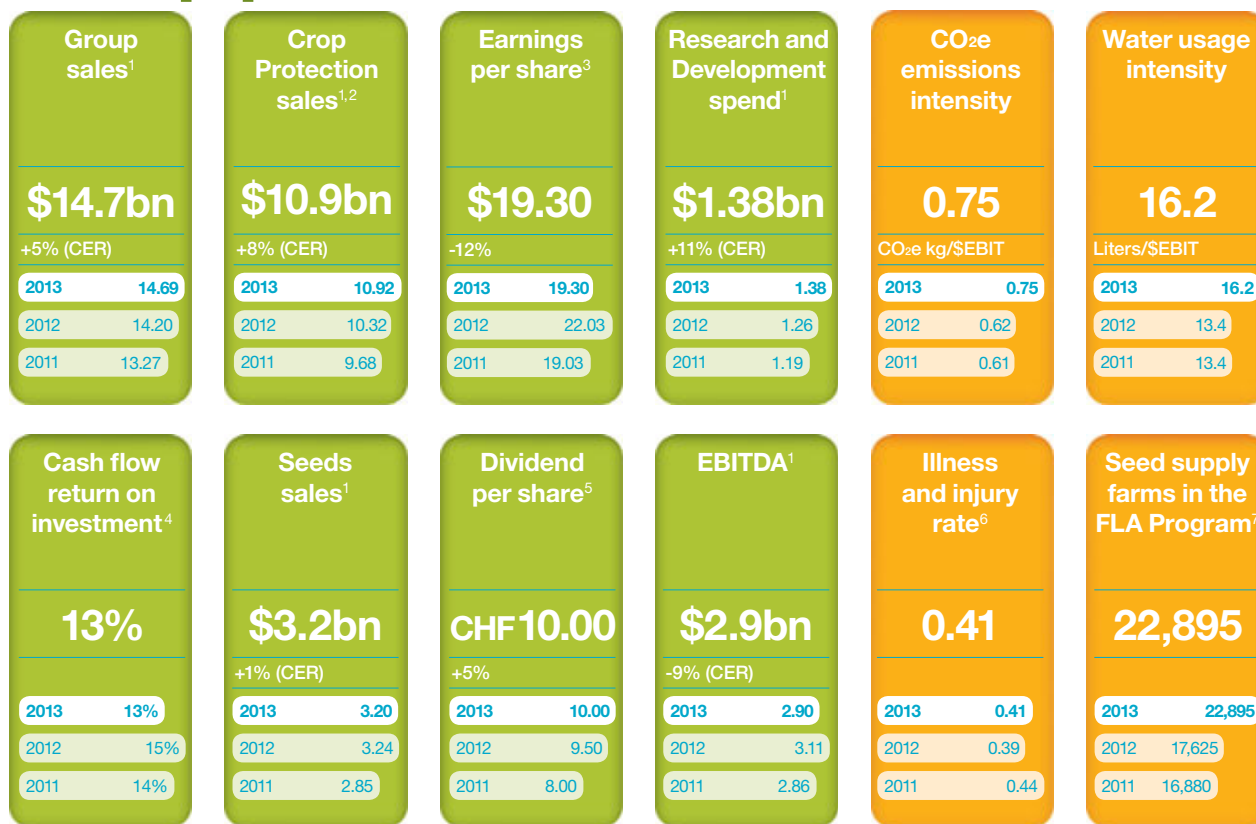 Group
sales1
$14.7bn
+5% (CER)
2013 14.69
2012 14.20
2011 13.27
Crop
Protection
sales1,2
$10.9bn
+8% (CER)
2013 10.92
2012 10.32
2011 9.68
Earnings
per share3
$19.30
-12%
2013 19.30
2012 22.03
2011 19.03
Research and
Development
spend1
$1.38bn
+11% (CER)
2013 1.38
2012 1.26
2011 1.19
CO2e
emissions
intensity
0.75
CO2e kg/$EBIT
2013 0.75
2012 0.62
2011 0.61
Water usage
intensity
16.2
Liters/$EBIT
2013 16.2
2012 13.4
2011 13.4
Cash flow
return on
investment4
13%
2013 13%
2012 15%
2011 14%
Seeds
sales1
$3.2bn
+1% (CER)
2013 3.20
2012 3.24
2011 2.85
Dividend
per share5
CHF 10.00
+5%
2013 10.00
2012 9.50
2011 8.00
EBITDA1
$2.9bn
-9% (CER)
2013 2.90
2012 3.11
2011 2.86
Illness
and injury
rate6
0.41
2013 0.41
2012 0.39
2011 0.44
Seed supply
farms in the
FLA Program7
22,895
2013 22,895
2012 17,625
2011 16,880